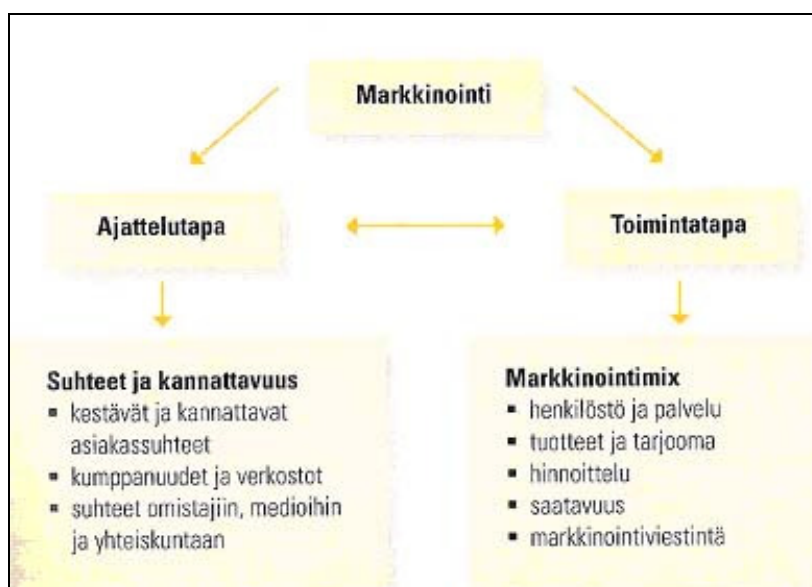 Markkinointi
Ajattelutapa
Toimintatapa
Suhteet ja kannattavuus
▪ kestävät ja kannattavat
asiakassuhteet
▪ kumppanuudet ja verkostot
▪ suhteet omistajiin, medioihin
ja yhteiskuntaan
Markkinointimix
▪ henkilöstö ja palvelu
▪ tuotteet ja tarjooma
▪ hinnoittelu
▪ saatavuus
▪ markkinointiviestintä